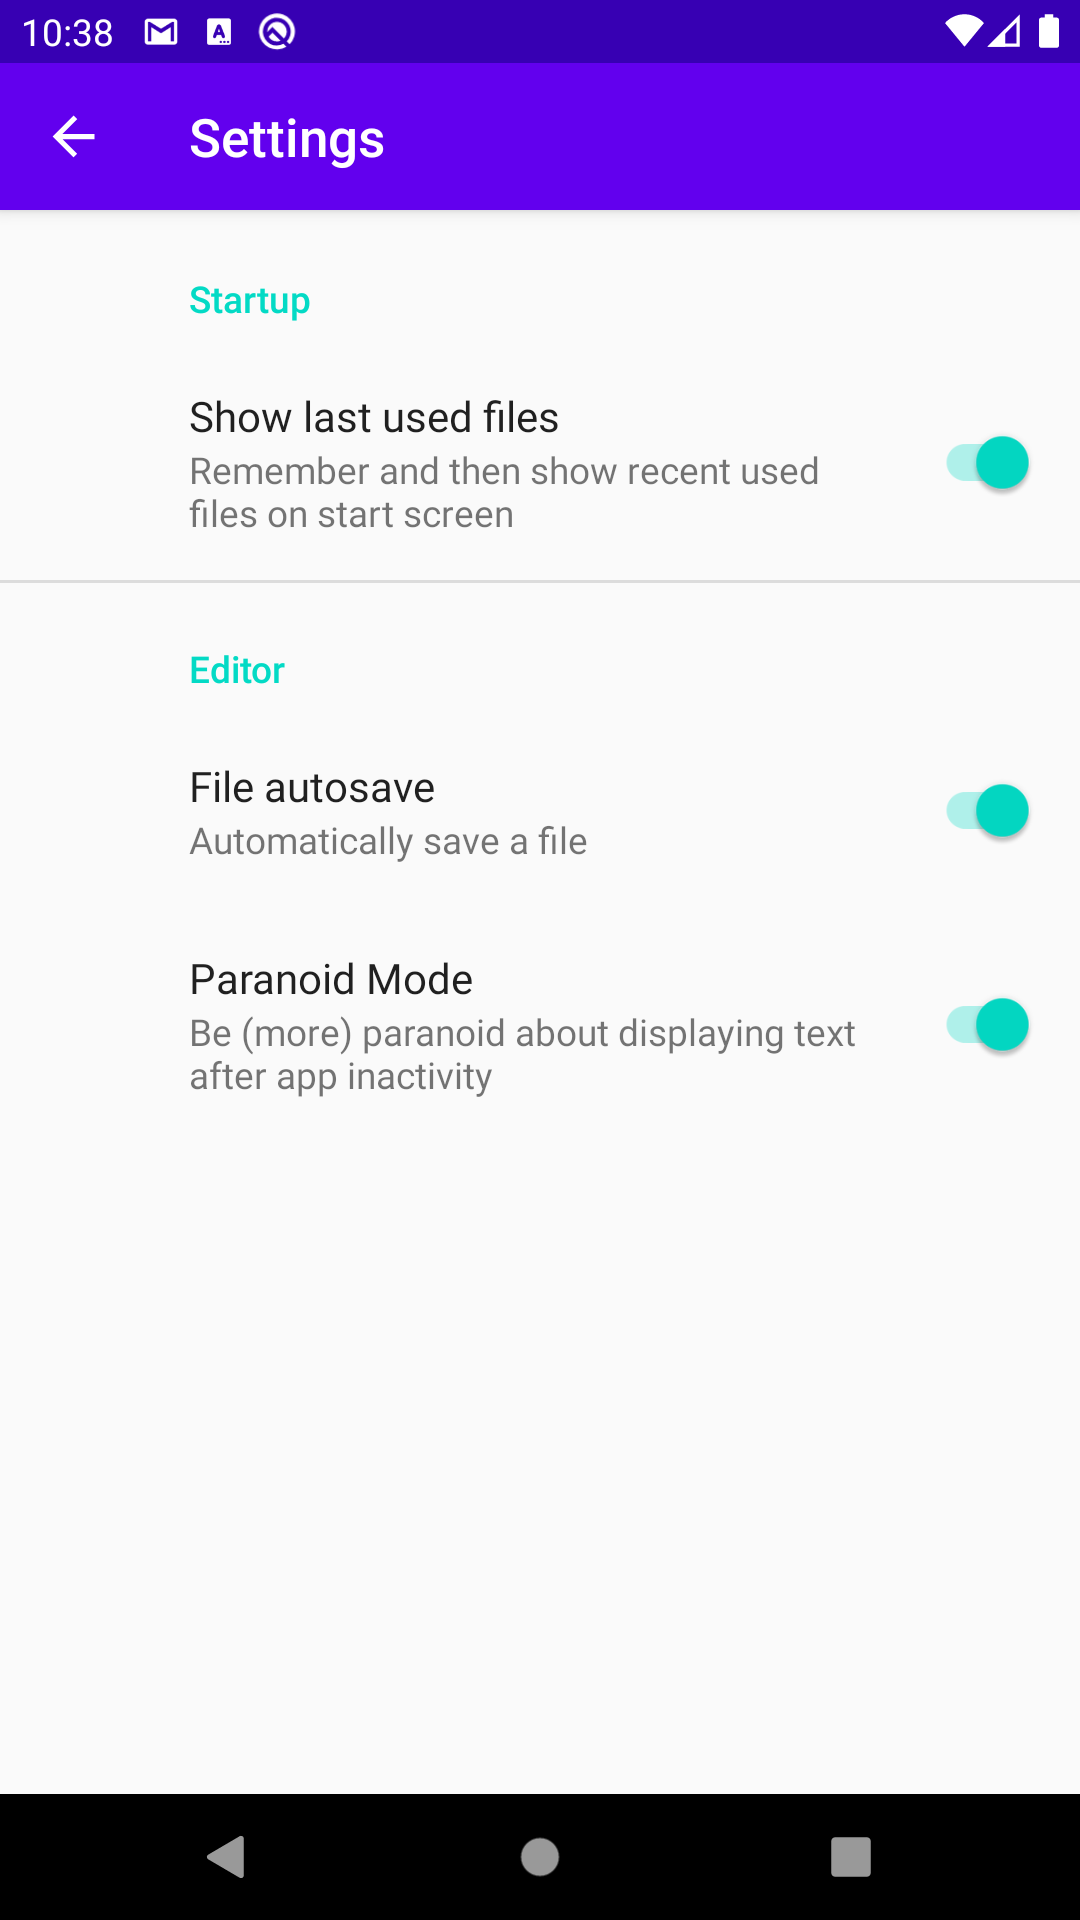 10:38
Settings
Startup
Show last used files
Remember and then show recent used
files on start screen
Editor
File autosave
Automatically save a file
Paranoid Mode
Be (more) paranoid about displaying text
after app inactivity